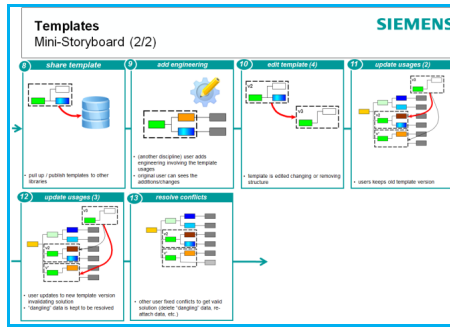 Templates
SIEMENS
Mini-Storyboard (2/2)
8 share template
9 add engineering
10 edit template (4)
11 update usages (2)
• pull up / publish templates to other
libraries
• (another discipline) user adds
engineering involving the template
usages
• original user can sees the
additions/changes
• template is edited changing or removing
structure
• users keeps old template version
12 update usages (3)
13 resolve conflicts
• user updates to new template version
invalidating solution
• "dangling" data is kept to be resolved
• other user fixed conflicts to get valid
solution (delete "dangling" data, re-
attach data, etc.)